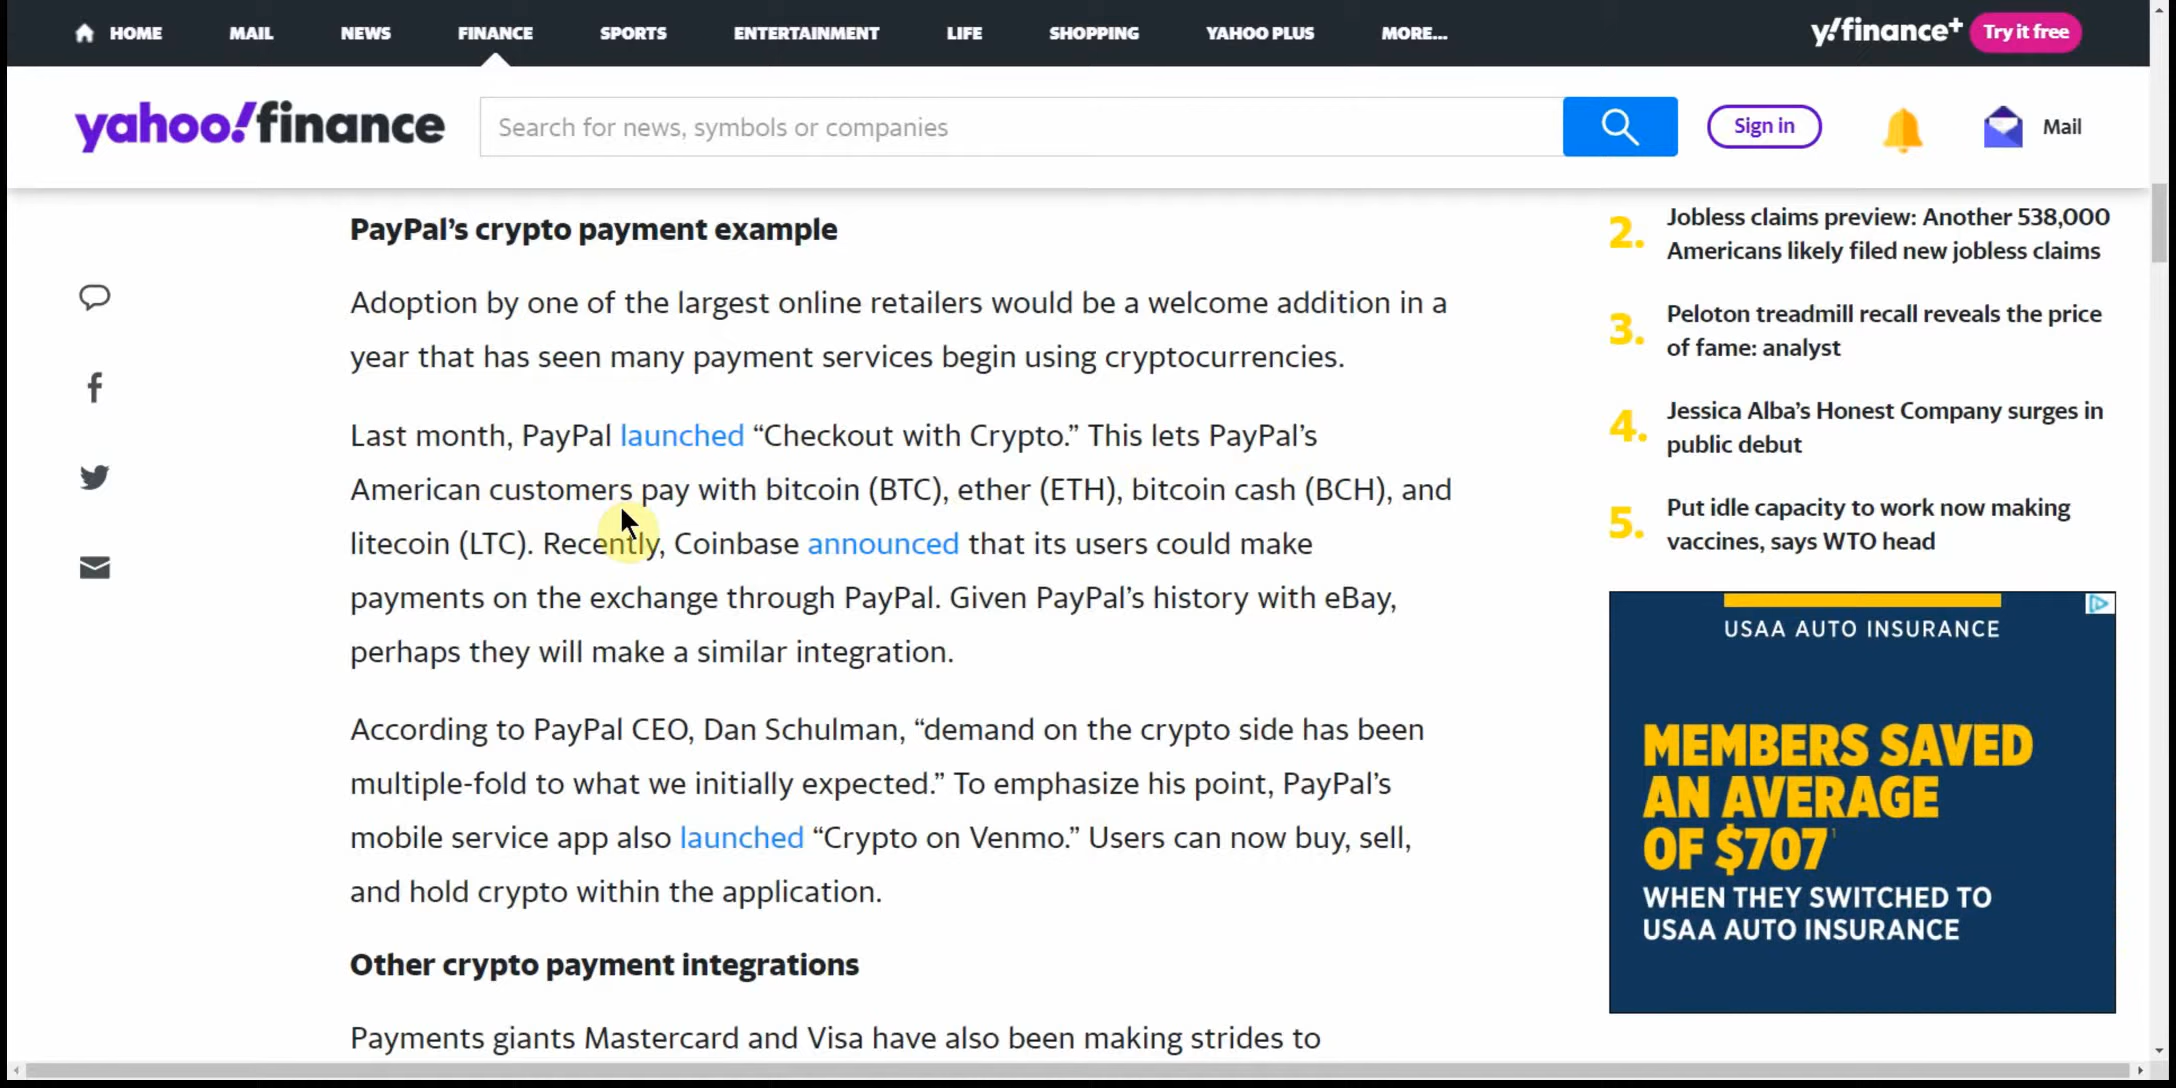 HOME MAIL NEWS FINANCE SPORTS ENTERTAINMENT LIFE SHOPPING YAHOO PLUS MORE... y!finance+ Try it free
yahoo!finance Search for news, symbols or companies Sign in Mail
PayPal’s crypto payment example
Adoption by one of the largest online retailers would be a welcome addition in a
year that has seen many payment services begin using cryptocurrencies.
Last month, PayPal launched “Checkout with Crypto.” This lets PayPal’s
American customers pay with bitcoin (BTC), ether (ETH), bitcoin cash (BCH), and
litecoin (LTC). Recently, Coinbase announced that its users could make
payments on the exchange through PayPal. Given PayPal’s history with eBay,
perhaps they will make a similar integration.
According to PayPal CEO, Dan Schulman, “demand on the crypto side has been
multiple-fold to what we initially expected.” To emphasize his point, PayPal’s
mobile service app also launched “Crypto on Venmo.” Users can now buy, sell,
and hold crypto within the application.
Other crypto payment integrations
Payments giants Mastercard and Visa have also been making strides to
2. Jobless claims preview: Another 538,000
Americans likely filed new jobless claims
3. Peloton treadmill recall reveals the price
of fame: analyst
4. Jessica Alba’s Honest Company surges in
public debut
5. Put idle capacity to work now making
vaccines, says WTO head
USAA AUTO INSURANCE
MEMBERS SAVED
AN AVERAGE
OF $707¹
WHEN THEY SWITCHED TO
USAA AUTO INSURANCE